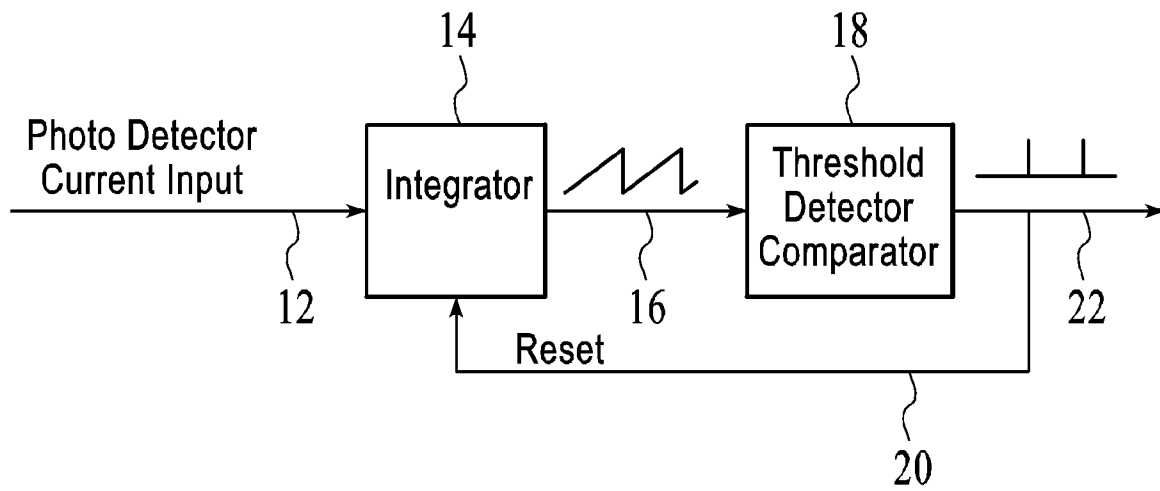 14
18
Photo Detector
Current Input
Integrator
Threshold
Detector
Comparator
12
16
22
Reset
20